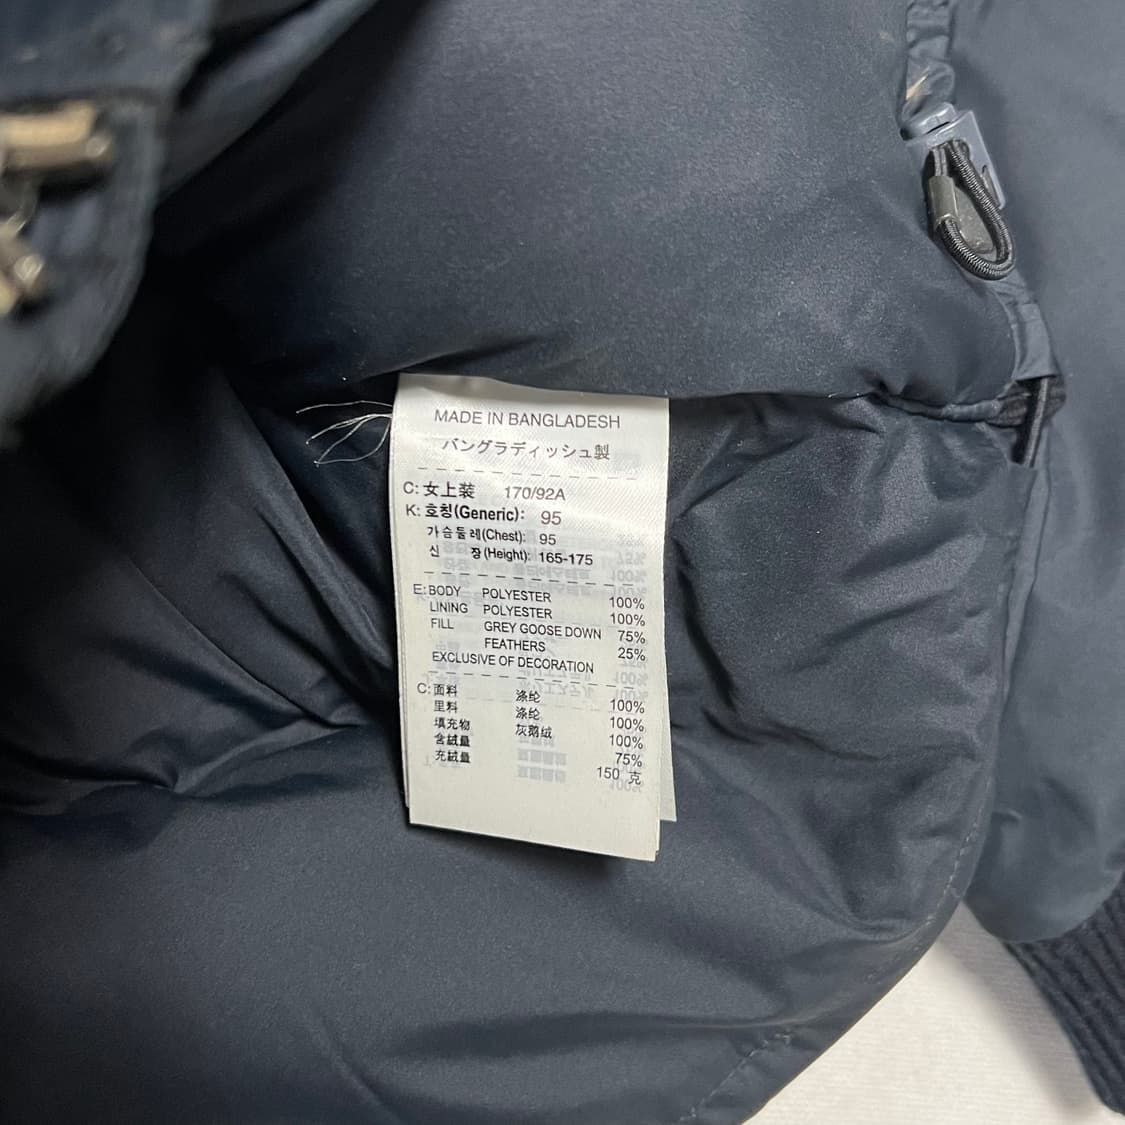 MADE IN BANGLADESH
バングラディッシュ製
C: 女上装 170/92A
K: 호칭(Generic): 95
가슴둘레(Chest): 95
신 장(Height): 165-175
E: BODY POLYESTER 100%
LINING POLYESTER 100%
FILL GREY GOOSE DOWN 75%
FEATHERS 25%
EXCLUSIVE OF DECORATION
C: 面料 涤纶 100%
里料 涤纶 100%
填充物 灰鹅绒 100%
含絨量 75%
充絨量 150 克